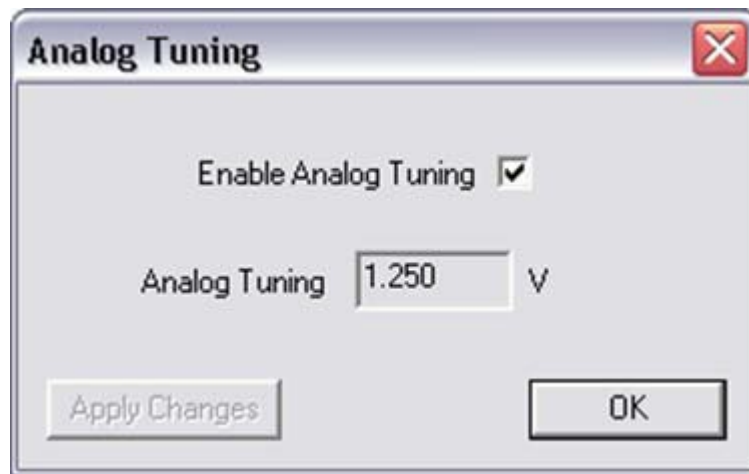 Analog Tuning
Enable Analog Tuning
Analog Tuning 1.250 V
Apply Changes OK